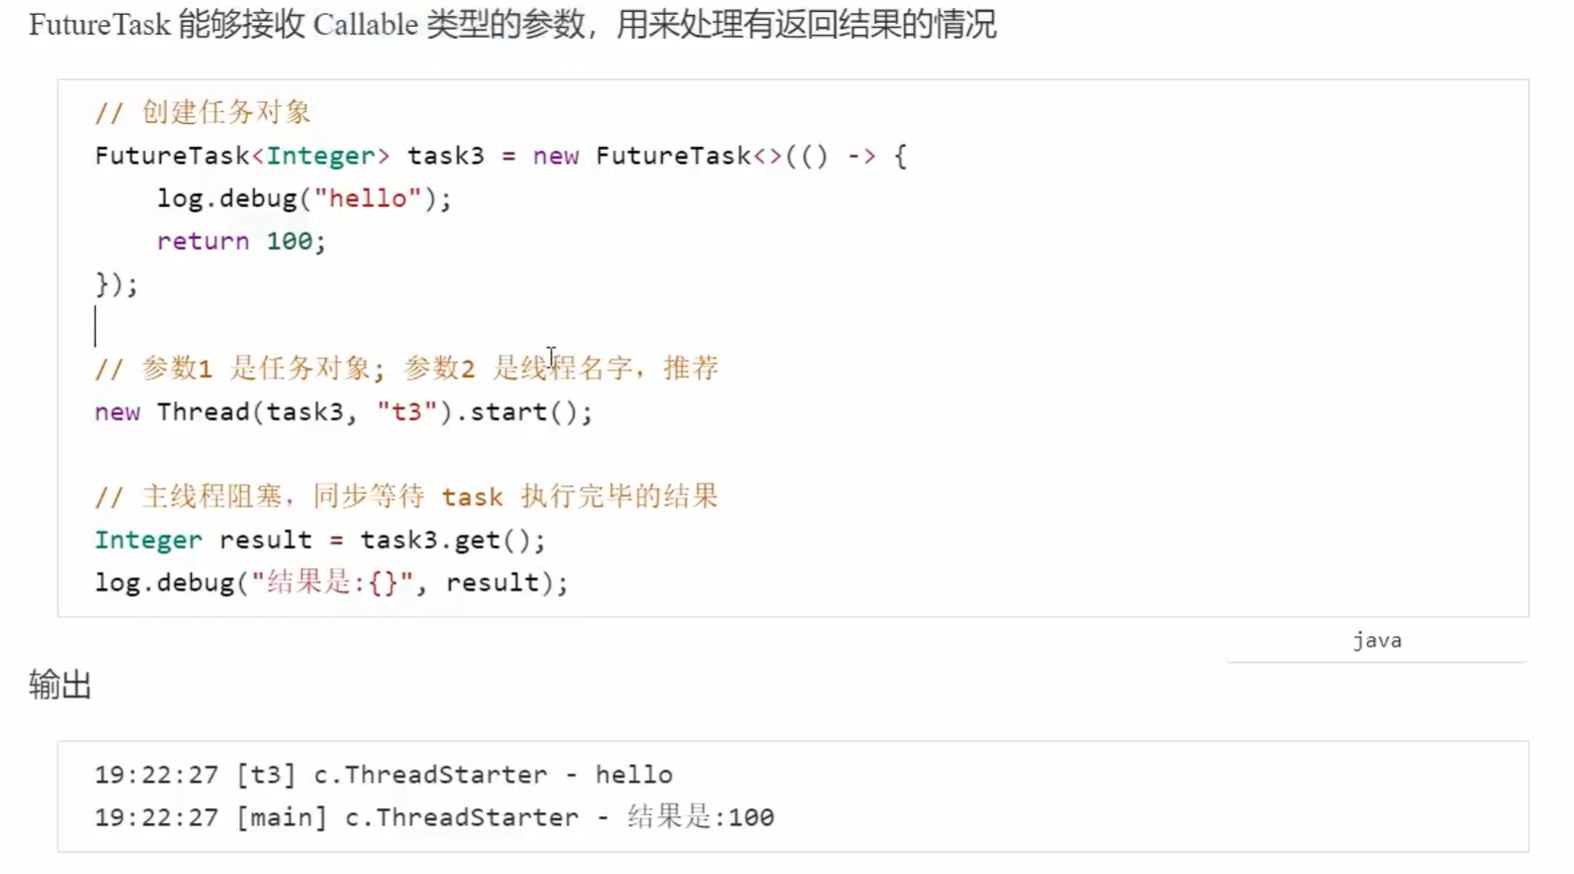 FutureTask 能够接收 Callable 类型的参数，用来处理有返回结果的情况
// 创建任务对象
FutureTask<Integer> task3 = new FutureTask<>(() -> {
    log.debug("hello");
    return 100;
});
// 参数1 是任务对象; 参数2 是线程名字，推荐
new Thread(task3, "t3").start();
// 主线程阻塞，同步等待 task 执行完毕的结果
Integer result = task3.get();
log.debug("结果是:{}", result);
java
输出
19:22:27 [t3] c.ThreadStarter - hello
19:22:27 [main] c.ThreadStarter - 结果是:100